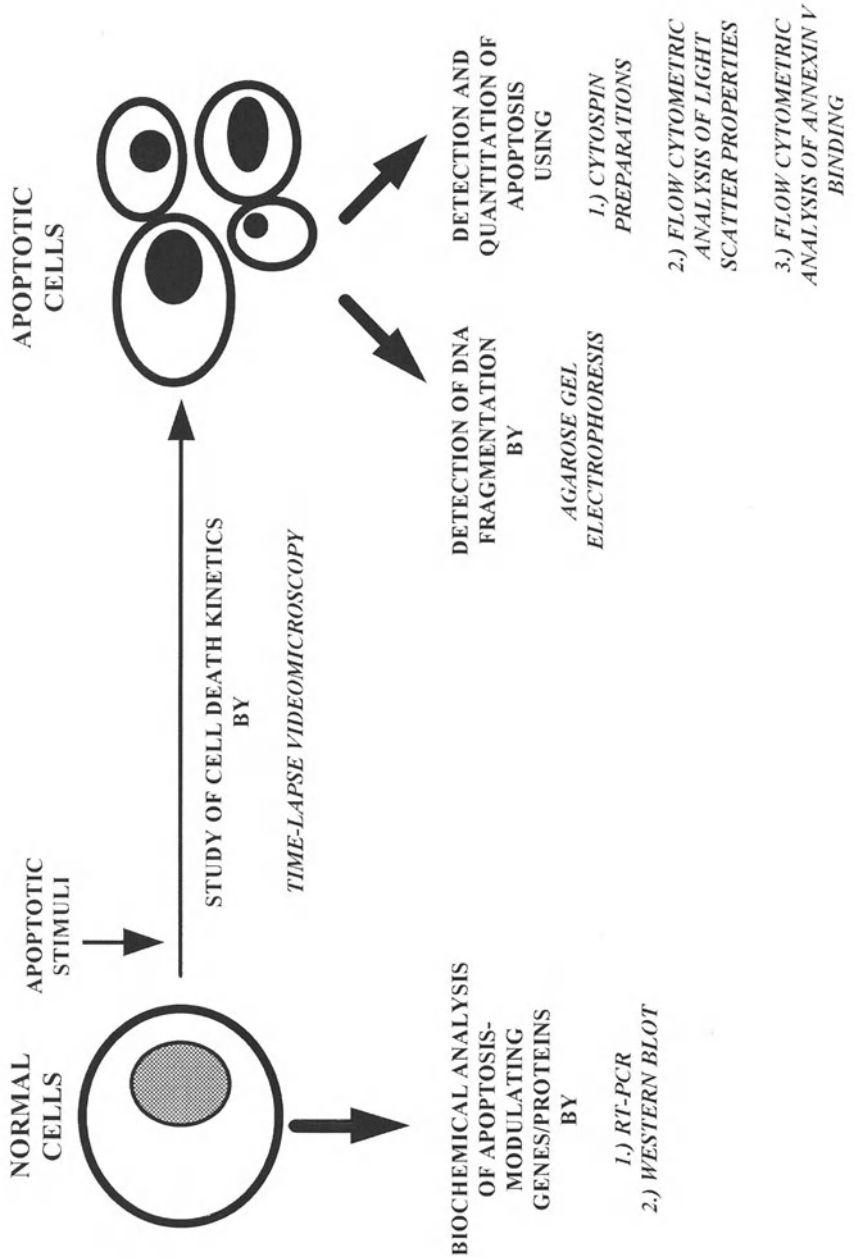 NORMAL
CELLS
APOPTOTIC
STIMULI
APOPTOTIC
CELLS
STUDY OF CELL DEATH KINETICS
BY
TIME-LAPSE VIDEOMICROSCOPY
BIOCHEMICAL ANALYSIS
OF APOPTOSIS-
MODULATING
GENES/PROTEINS
BY
1.) RT-PCR
2.) WESTERN BLOT
DETECTION OF DNA
FRAGMENTATION
BY
AGAROSE GEL
ELECTROPHORESIS
DETECTION AND
QUANTITATION OF
APOPTOSIS
USING
1.) CYTOSPIN
PREPARATIONS
2.) FLOW CYTOMETRIC
ANALYSIS OF LIGHT
SCATTER PROPERTIES
3.) FLOW CYTOMETRIC
ANALYSIS OF ANNEXIN V
BINDING